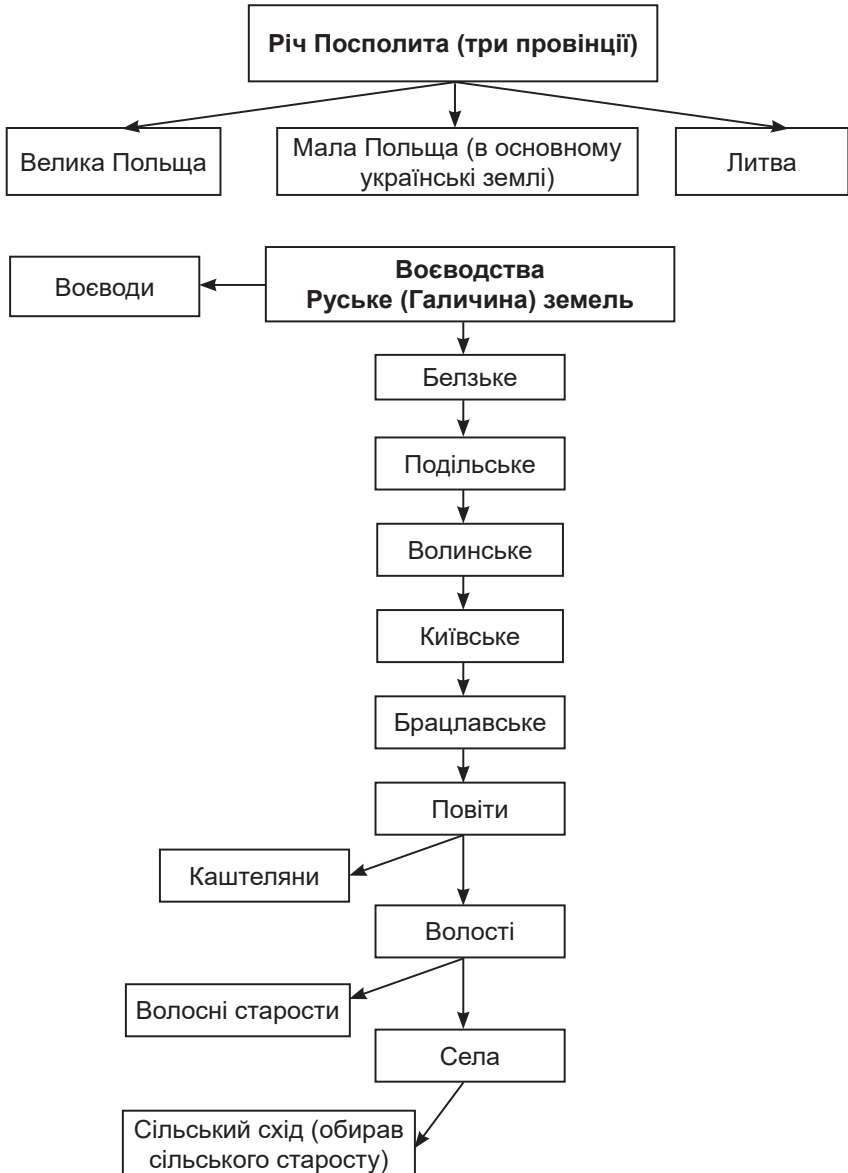 Річ Посполита (три провінції)
Велика Польща
Мала Польща (в основному
українські землі)
Литва
Воєводи
Воєводства
Руське (Галичина) земель
Белзьке
Подільське
Волинське
Київське
Брацлавське
Повіти
Каштеляни
Волості
Волосні старости
Села
Сільський схід (обирав
сільського старосту)